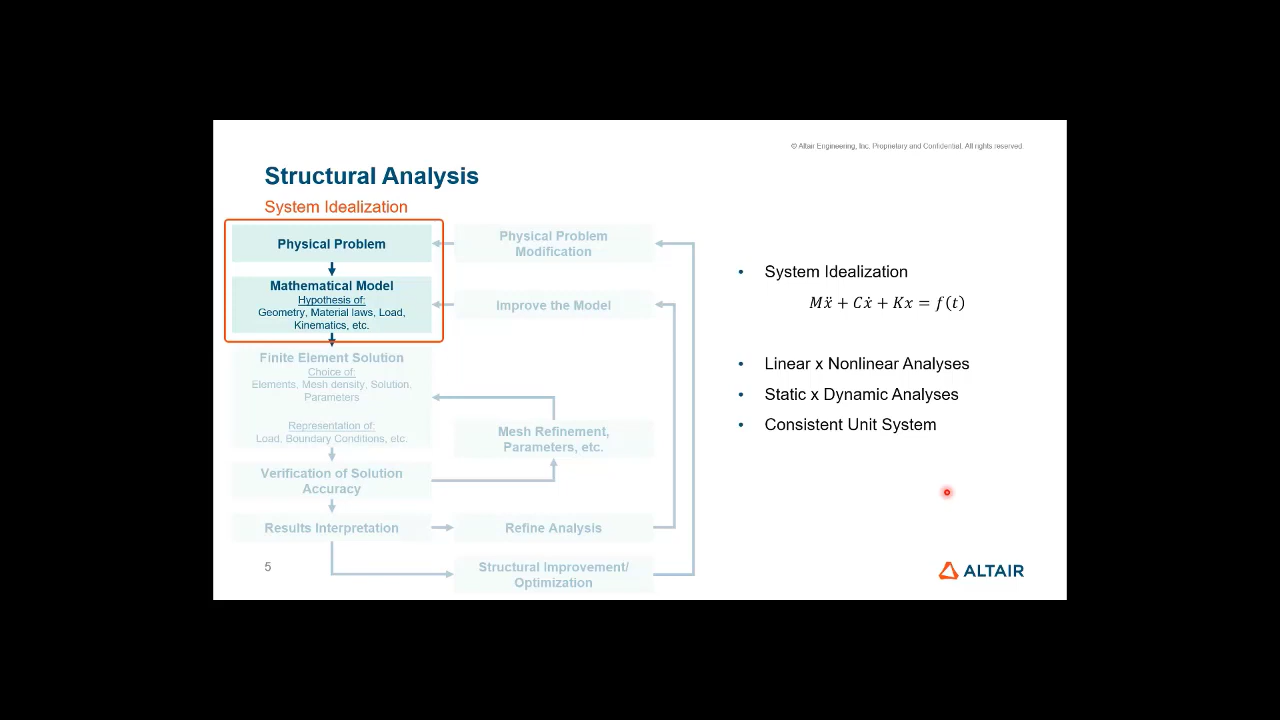 © Altair Engineering, Inc. Proprietary and Confidential. All rights reserved.
Structural Analysis
System Idealization
Physical Problem
Mathematical Model
Hypothesis of:
Geometry, Material laws, Load,
Kinematics, etc.
Finite Element Solution
Choice of:
Elements, Mesh density, Solution,
Parameters
Representation of:
Load, Boundary Conditions, etc.
Verification of Solution
Accuracy
Results Interpretation
Physical Problem
Modification
Improve the Model
Mesh Refinement,
Parameters, etc.
Refine Analysis
Structural Improvement/
Optimization
• System Idealization
Mẍ + Cẋ + Kx = f(t)
• Linear x Nonlinear Analyses
• Static x Dynamic Analyses
• Consistent Unit System
5
ALTAIR